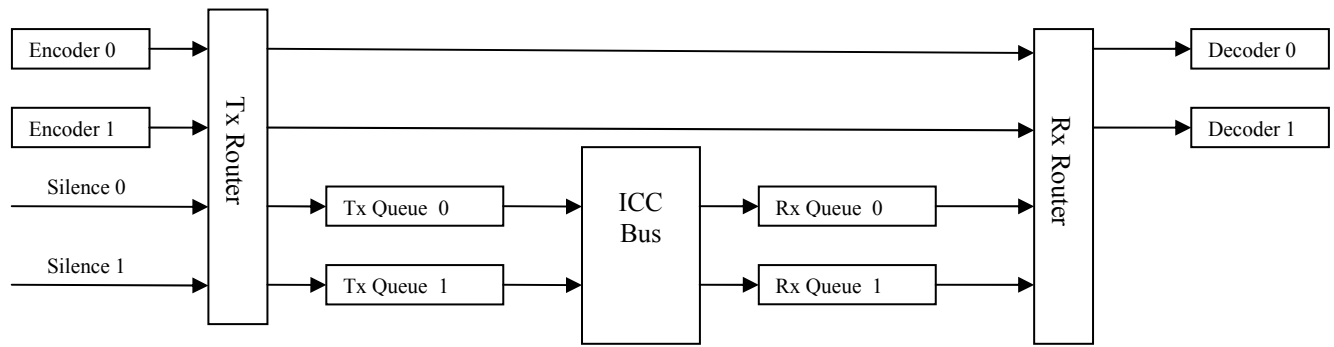 Encoder 0
Decoder 0
Encoder 1
Decoder 1
Tx Router
Rx Router
Silence 0
Tx Queue  0
ICC
Bus
Rx Queue  0
Silence 1
Tx Queue  1
Rx Queue  1